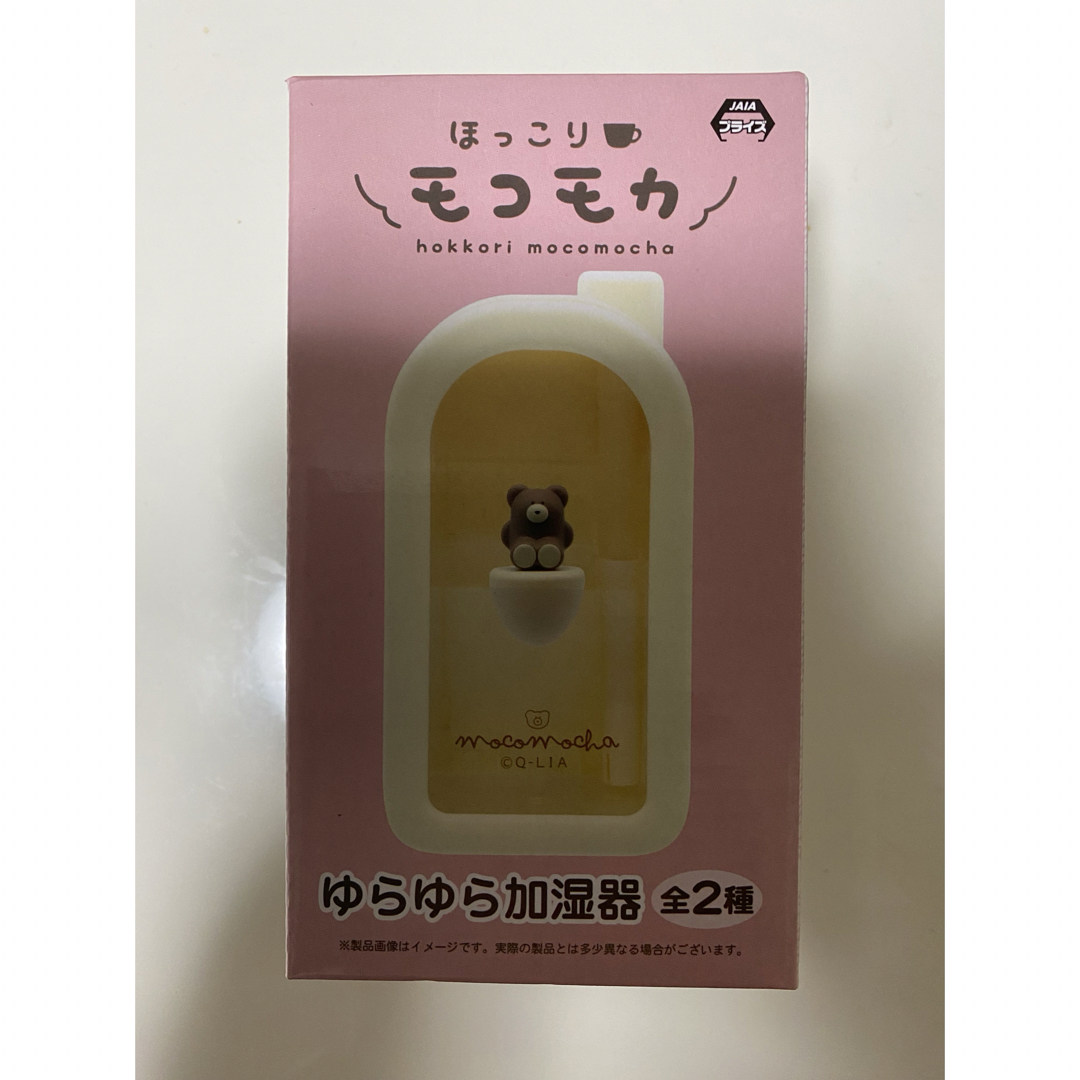 JAIA
プライズ
ほっこり
モコモカ
hokkori mocomocha
mocomocha
©Q-LIA
ゆらゆら加湿器 全2種
※製品画像はイメージです。実際の製品とは多少異なる場合がございます。